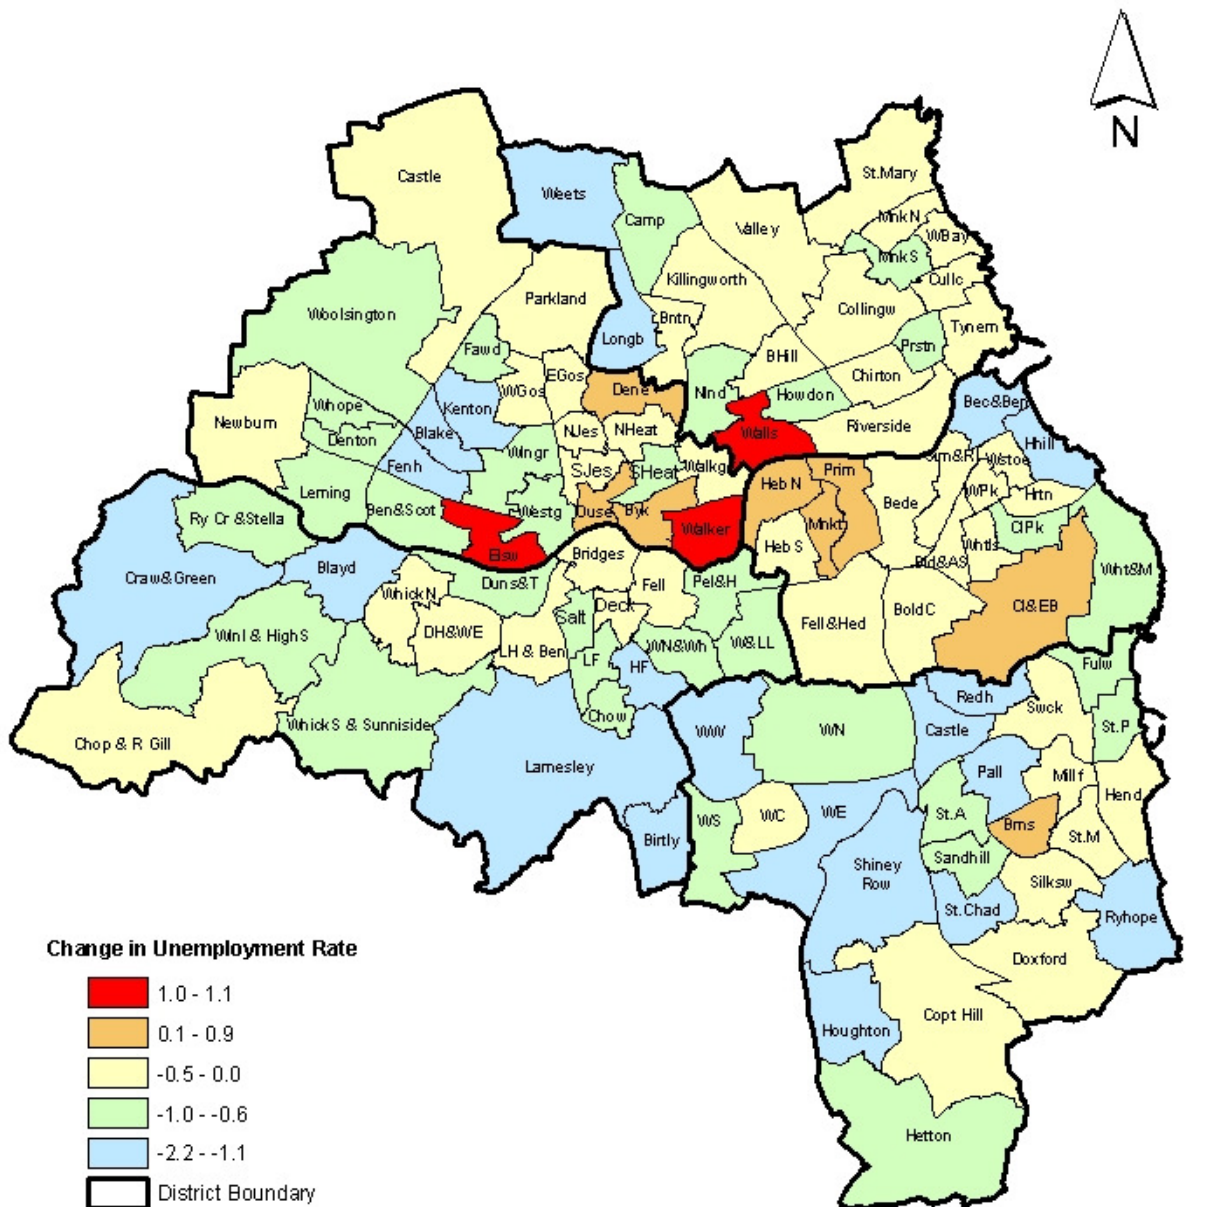 N
Castle
Weets
Camp
Valley
St.Mary
MnkN
WBay
MnkS
Cullc
Killingworth
Collingw
Parkland
Woolsington
Bntn
Tynem
Longb
BHill
Prstn
Fawd
EGos
WGos
Dene
Nlnd
Howdon
Chirton
Bec&Ben
Kenton
Whope
Newburn
Denton
Blake
NJes
NHeat
Walls
Riverside
Hhill
Fenh
Wngr
SJes
SHeat
Walkg
Heb N
Prim
Wstoe
WPk
Hrtn
Leming
Ben&Scot
Westg
Ouse
Byk
Walker
Mnktn
Bede
ClPk
Ry Cr &Stella
Elsw
Bridges
Heb S
Whtls
Bld&AS
Wht&M
Craw&Green
Blayd
Duns&T
WhickN
Fell
Pel&H
Deck
Salt
Fell&Hed
BoldC
Cl&EB
Winl & HighS
DH&WE
LH & Ben
LF
WN&Wh
W&LL
HF
Fulw
Redh
Swck
St.P
WhickS & Sunniside
Chow
WW
WN
Castle
Chop & R Gill
Lamesley
Pall
Millf
Hend
WS
WC
WE
St.A
Bms
St.M
Birtly
Sandhill
Shiney
Row
Silksw
St.Chad
Ryhope
Doxford
Copt Hill
Houghton
Hetton
Change in Unemployment Rate
1.0 - 1.1
0.1 - 0.9
-0.5 - 0.0
-1.0 - -0.6
-2.2 - -1.1
District Boundary